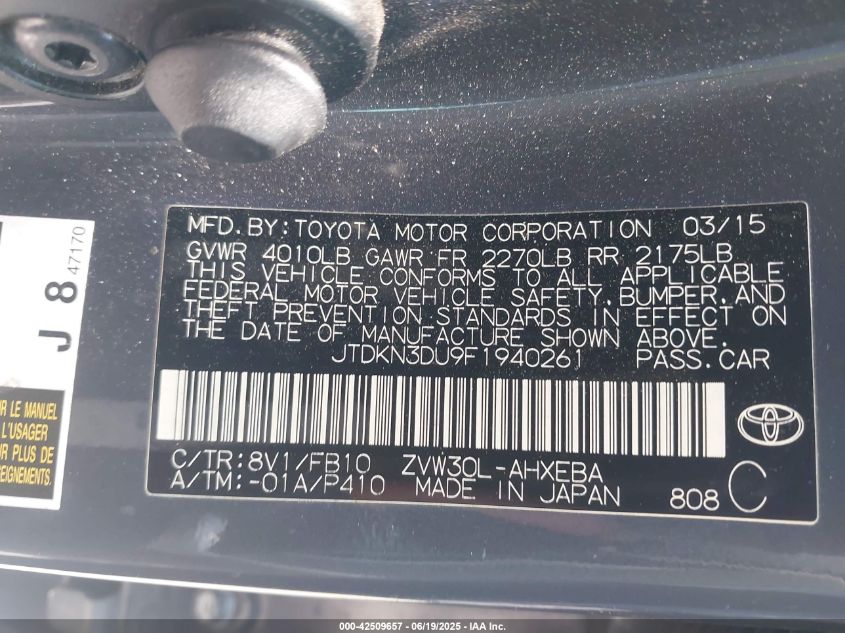 MFD.BY:TOYOTA MOTOR CORPORATION 03/15
GVWR 4010LB GAWR FR 2270LB RR 2175LB
THIS VEHICLE CONFORMS TO ALL APPLICABLE
FEDERAL MOTOR VEHICLE SAFETY,BUMPER,AND
THEFT PREVENTION STANDARDS IN EFFECT ON
THE DATE OF MANUFACTURE SHOWN ABOVE.
JTDKN3DU9F1940261 PASS.CAR
C/TR:8V1/FB10 ZVW30L-AHXEBA
A/TM:-01A/P410 MADE IN JAPAN 808 C
J 8 47170
R LE MANUEL
L'USAGER
R PLUS DE
EIGNEMENTS.
000-42509657 - 06/19/2025 - IAA Inc.